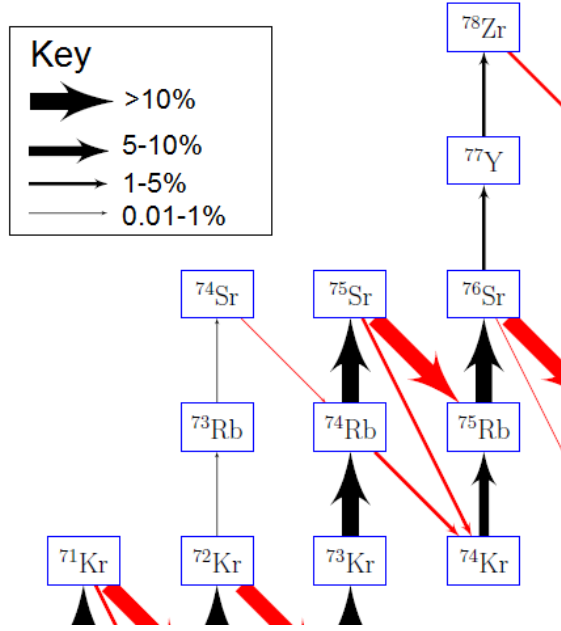 ⁷⁸Zr
Key
>10%
5-10%
1-5%
0.01-1%
⁷⁷Y
⁷⁴Sr ⁷⁵Sr ⁷⁶Sr
⁷³Rb ⁷⁴Rb ⁷⁵Rb
⁷¹Kr ⁷²Kr ⁷³Kr ⁷⁴Kr